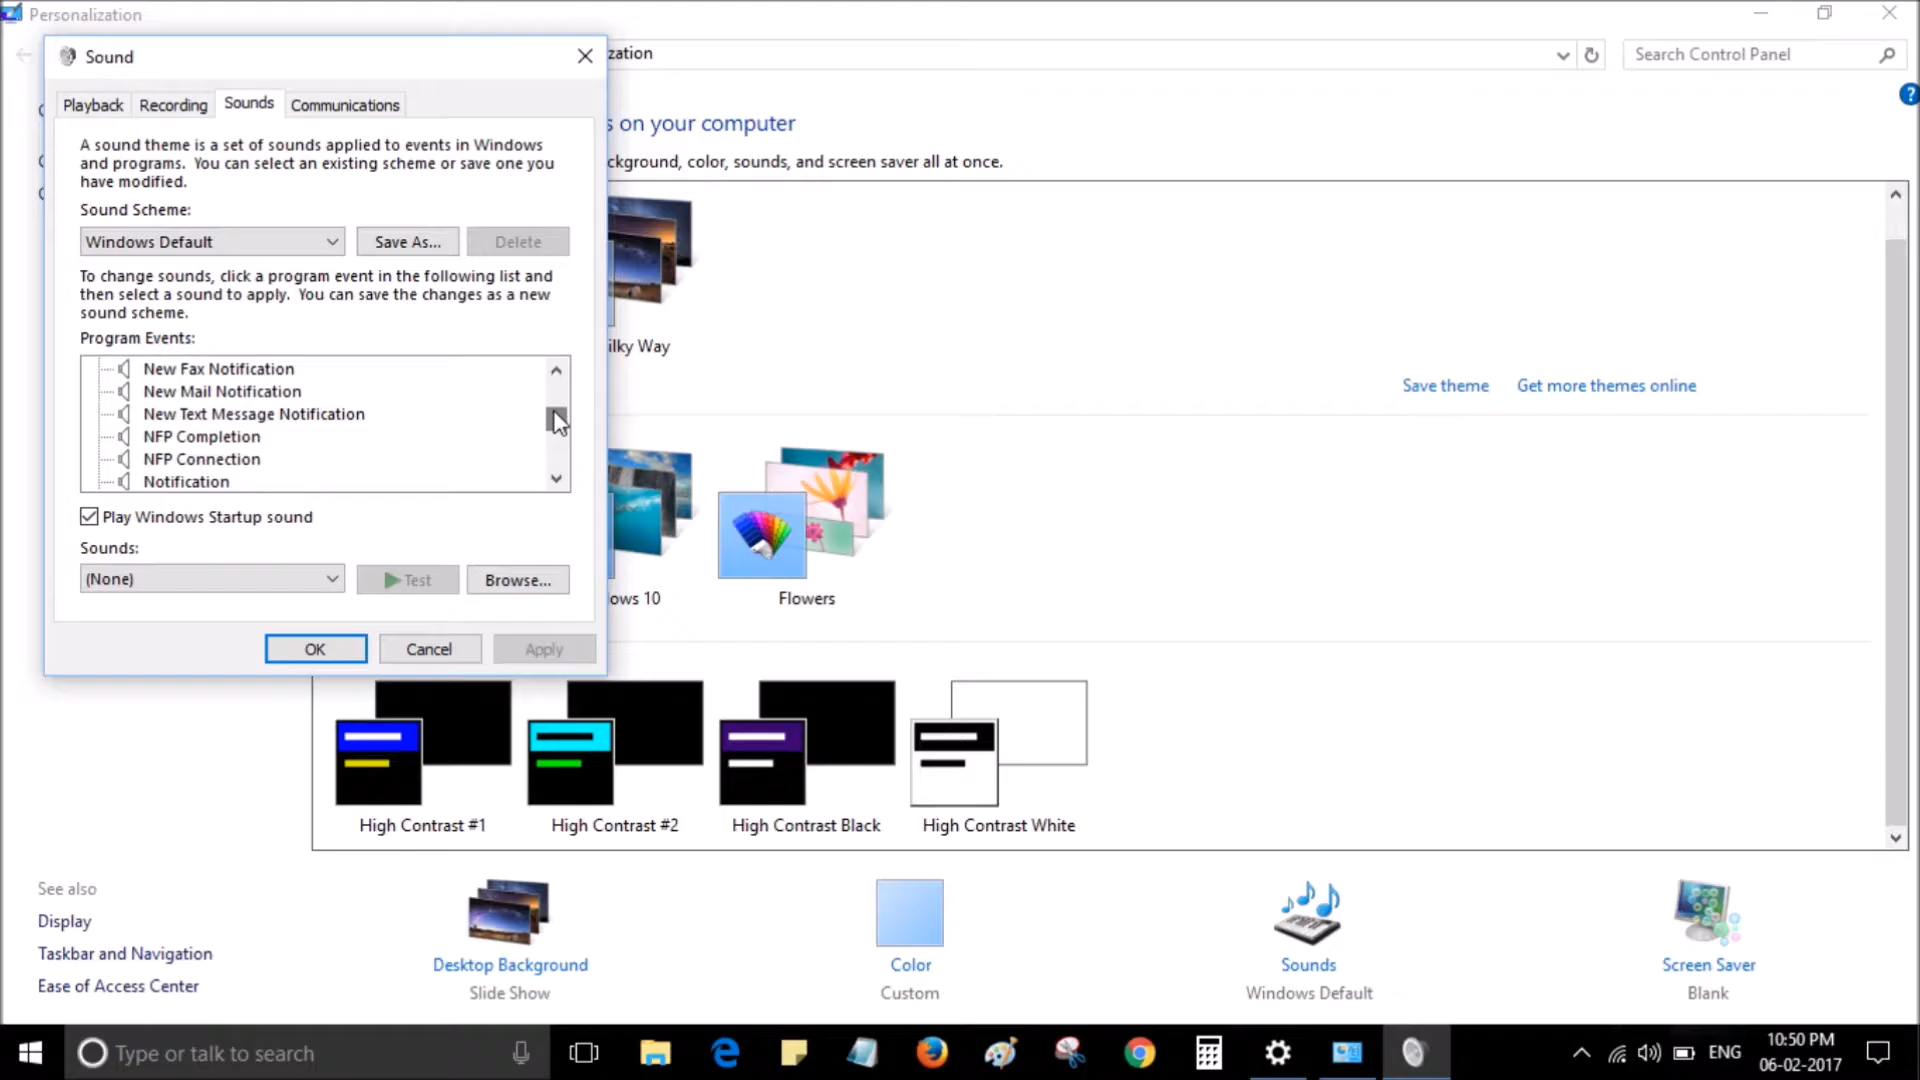 Personalization
Sound
zation
Search Control Panel
Playback
Recording
Sounds
Communications
s on your computer
A sound theme is a set of sounds applied to events in Windows
and programs. You can select an existing scheme or save one you
have modified.
ckground, color, sounds, and screen saver all at once.
Sound Scheme:
Windows Default
Save As...
Delete
To change sounds, click a program event in the following list and
then select a sound to apply. You can save the changes as a new
sound scheme.
Program Events:
ilky Way
New Fax Notification
New Mail Notification
New Text Message Notification
NFP Completion
NFP Connection
Notification
Save theme
Get more themes online
Play Windows Startup sound
Sounds:
(None)
Test
Browse...
ows 10
Flowers
OK
Cancel
Apply
High Contrast #1
High Contrast #2
High Contrast Black
High Contrast White
See also
Display
Taskbar and Navigation
Ease of Access Center
Desktop Background
Slide Show
Color
Custom
Sounds
Windows Default
Screen Saver
Blank
Type or talk to search
ENG
10:50 PM
06-02-2017